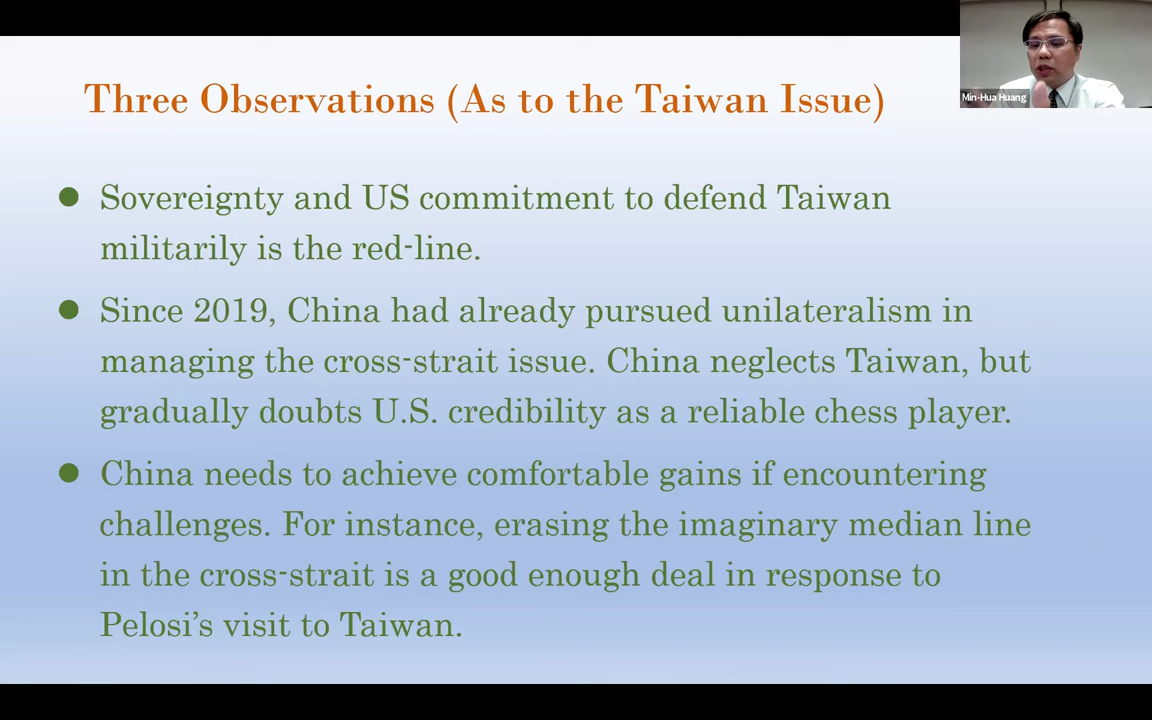 Min-Hua Huang
Three Observations (As to the Taiwan Issue)
● Sovereignty and US commitment to defend Taiwan
militarily is the red-line.
● Since 2019, China had already pursued unilateralism in
managing the cross-strait issue. China neglects Taiwan, but
gradually doubts U.S. credibility as a reliable chess player.
● China needs to achieve comfortable gains if encountering
challenges. For instance, erasing the imaginary median line
in the cross-strait is a good enough deal in response to
Pelosi’s visit to Taiwan.